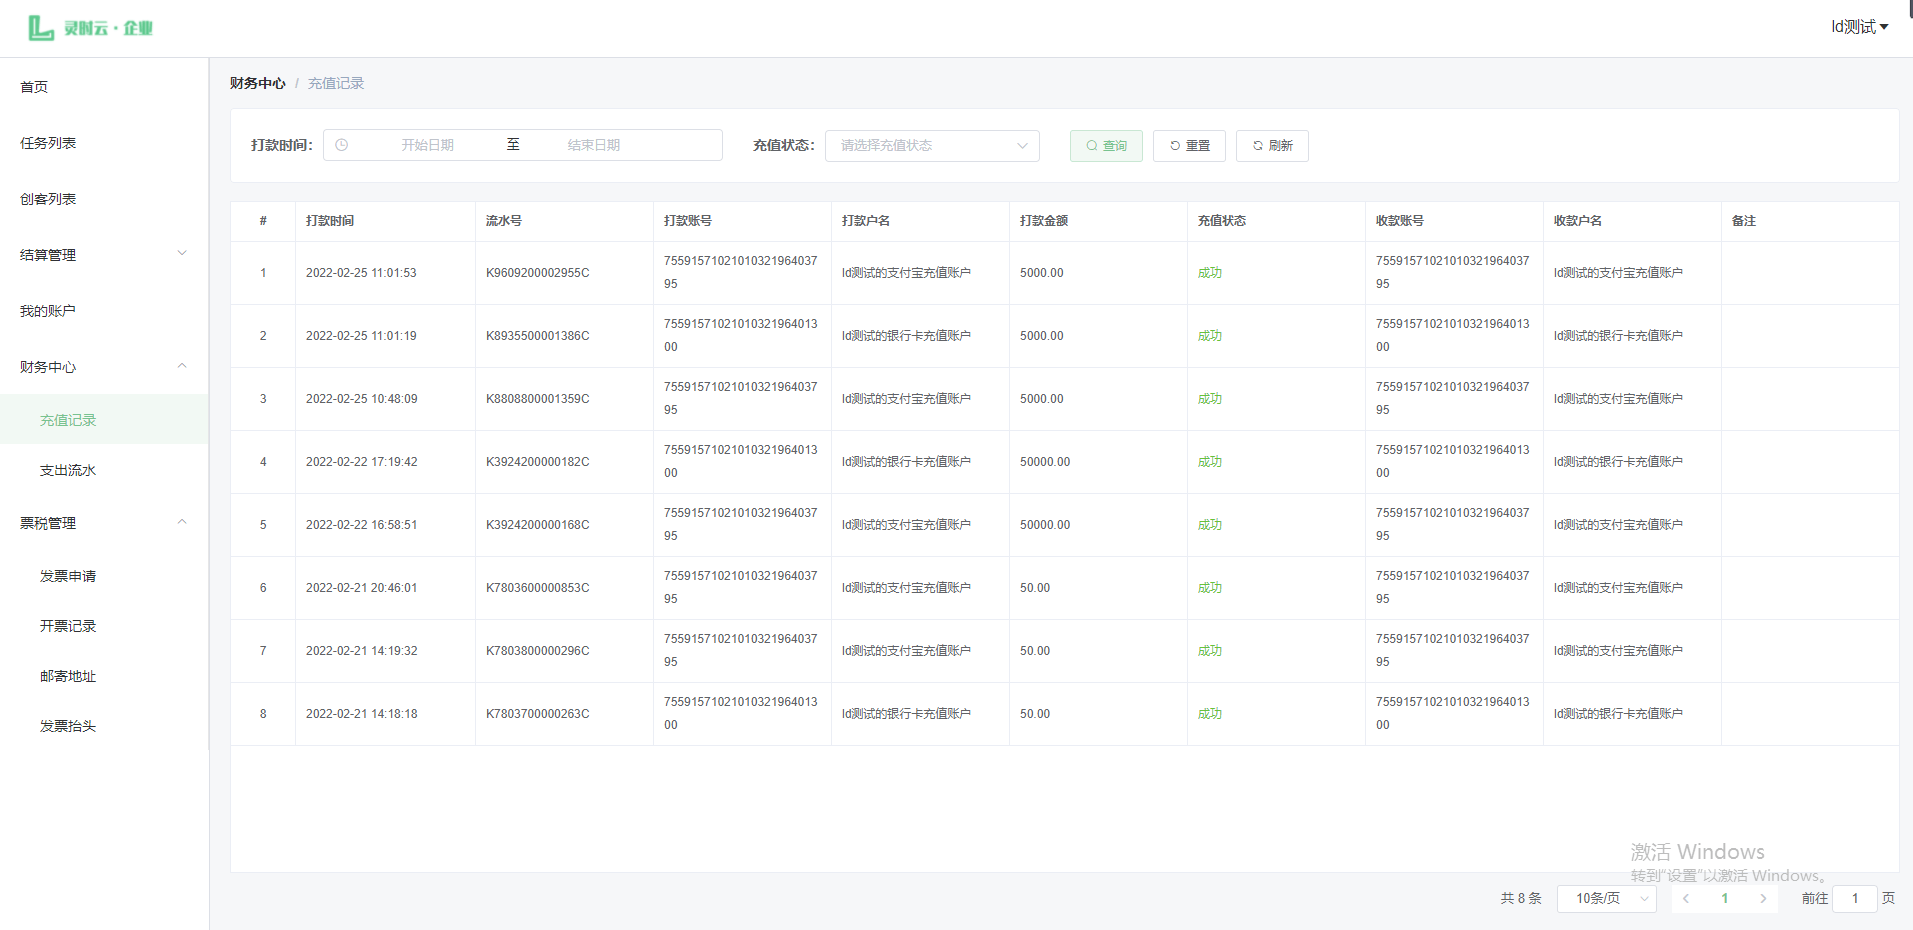 灵时云·企业
ld测试
首页
任务列表
创客列表
结算管理
我的账户
财务中心
充值记录
支出流水
票税管理
发票申请
开票记录
邮寄地址
发票抬头
财务中心 / 充值记录
打款时间: 开始日期 至 结束日期 充值状态: 请选择充值状态 查询 重置 刷新
# 打款时间 流水号 打款账号 打款户名 打款金额 充值状态 收款账号 收款户名 备注
1 2022-02-25 11:01:53 K9609200002955C 7559157102101032196403795 ld测试的支付宝充值账户 5000.00 成功 7559157102101032196403795 ld测试的支付宝充值账户
2 2022-02-25 11:01:19 K8935500001386C 7559157102101032196401300 ld测试的银行卡充值账户 5000.00 成功 7559157102101032196401300 ld测试的银行卡充值账户
3 2022-02-25 10:48:09 K8808800001359C 7559157102101032196403795 ld测试的支付宝充值账户 5000.00 成功 7559157102101032196403795 ld测试的支付宝充值账户
4 2022-02-22 17:19:42 K3924200000182C 7559157102101032196401300 ld测试的银行卡充值账户 50000.00 成功 7559157102101032196401300 ld测试的银行卡充值账户
5 2022-02-22 16:58:51 K3924200000168C 7559157102101032196403795 ld测试的支付宝充值账户 50000.00 成功 7559157102101032196403795 ld测试的支付宝充值账户
6 2022-02-21 20:46:01 K7803600000853C 7559157102101032196403795 ld测试的支付宝充值账户 50.00 成功 7559157102101032196403795 ld测试的支付宝充值账户
7 2022-02-21 14:19:32 K7803800000296C 7559157102101032196403795 ld测试的支付宝充值账户 50.00 成功 7559157102101032196403795 ld测试的支付宝充值账户
8 2022-02-21 14:18:18 K7803700000263C 7559157102101032196401300 ld测试的银行卡充值账户 50.00 成功 7559157102101032196401300 ld测试的银行卡充值账户
激活 Windows
转到“设置”以激活 Windows。
共 8 条 10条/页 1 前往 1 页